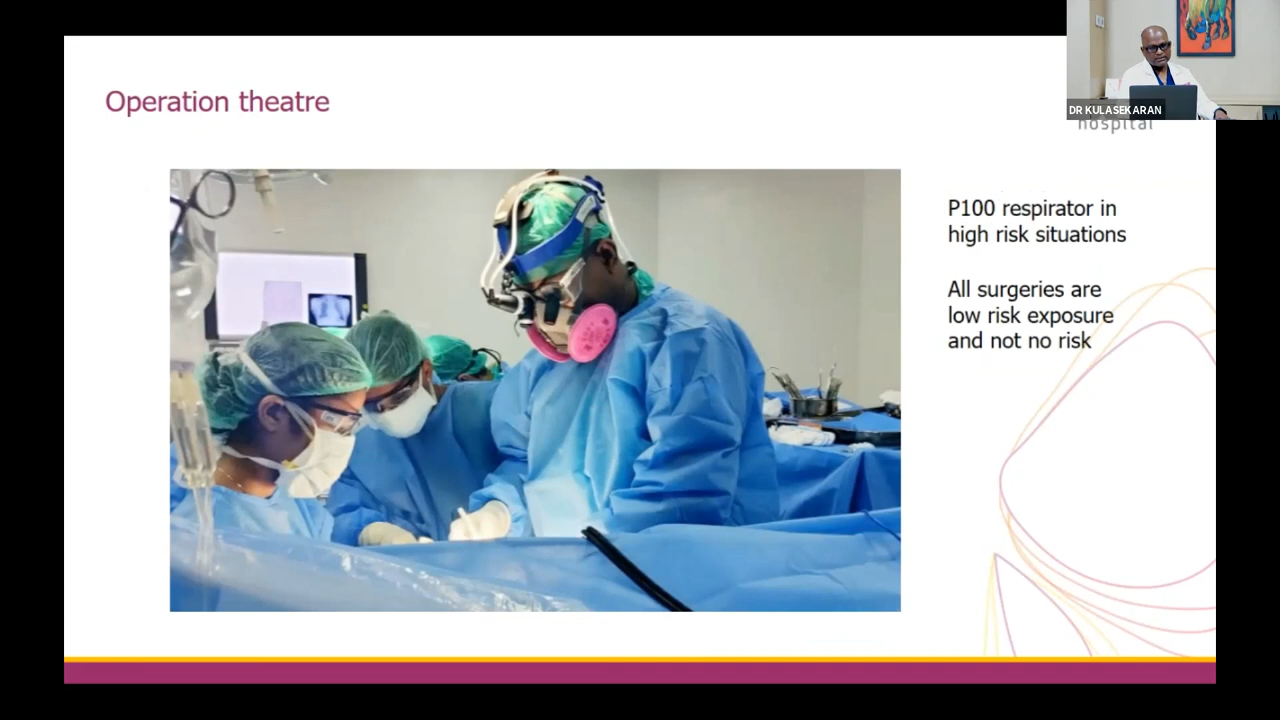 Operation theatre
DR KULASEKARAN
hospital
P100 respirator in
high risk situations
All surgeries are
low risk exposure
and not no risk